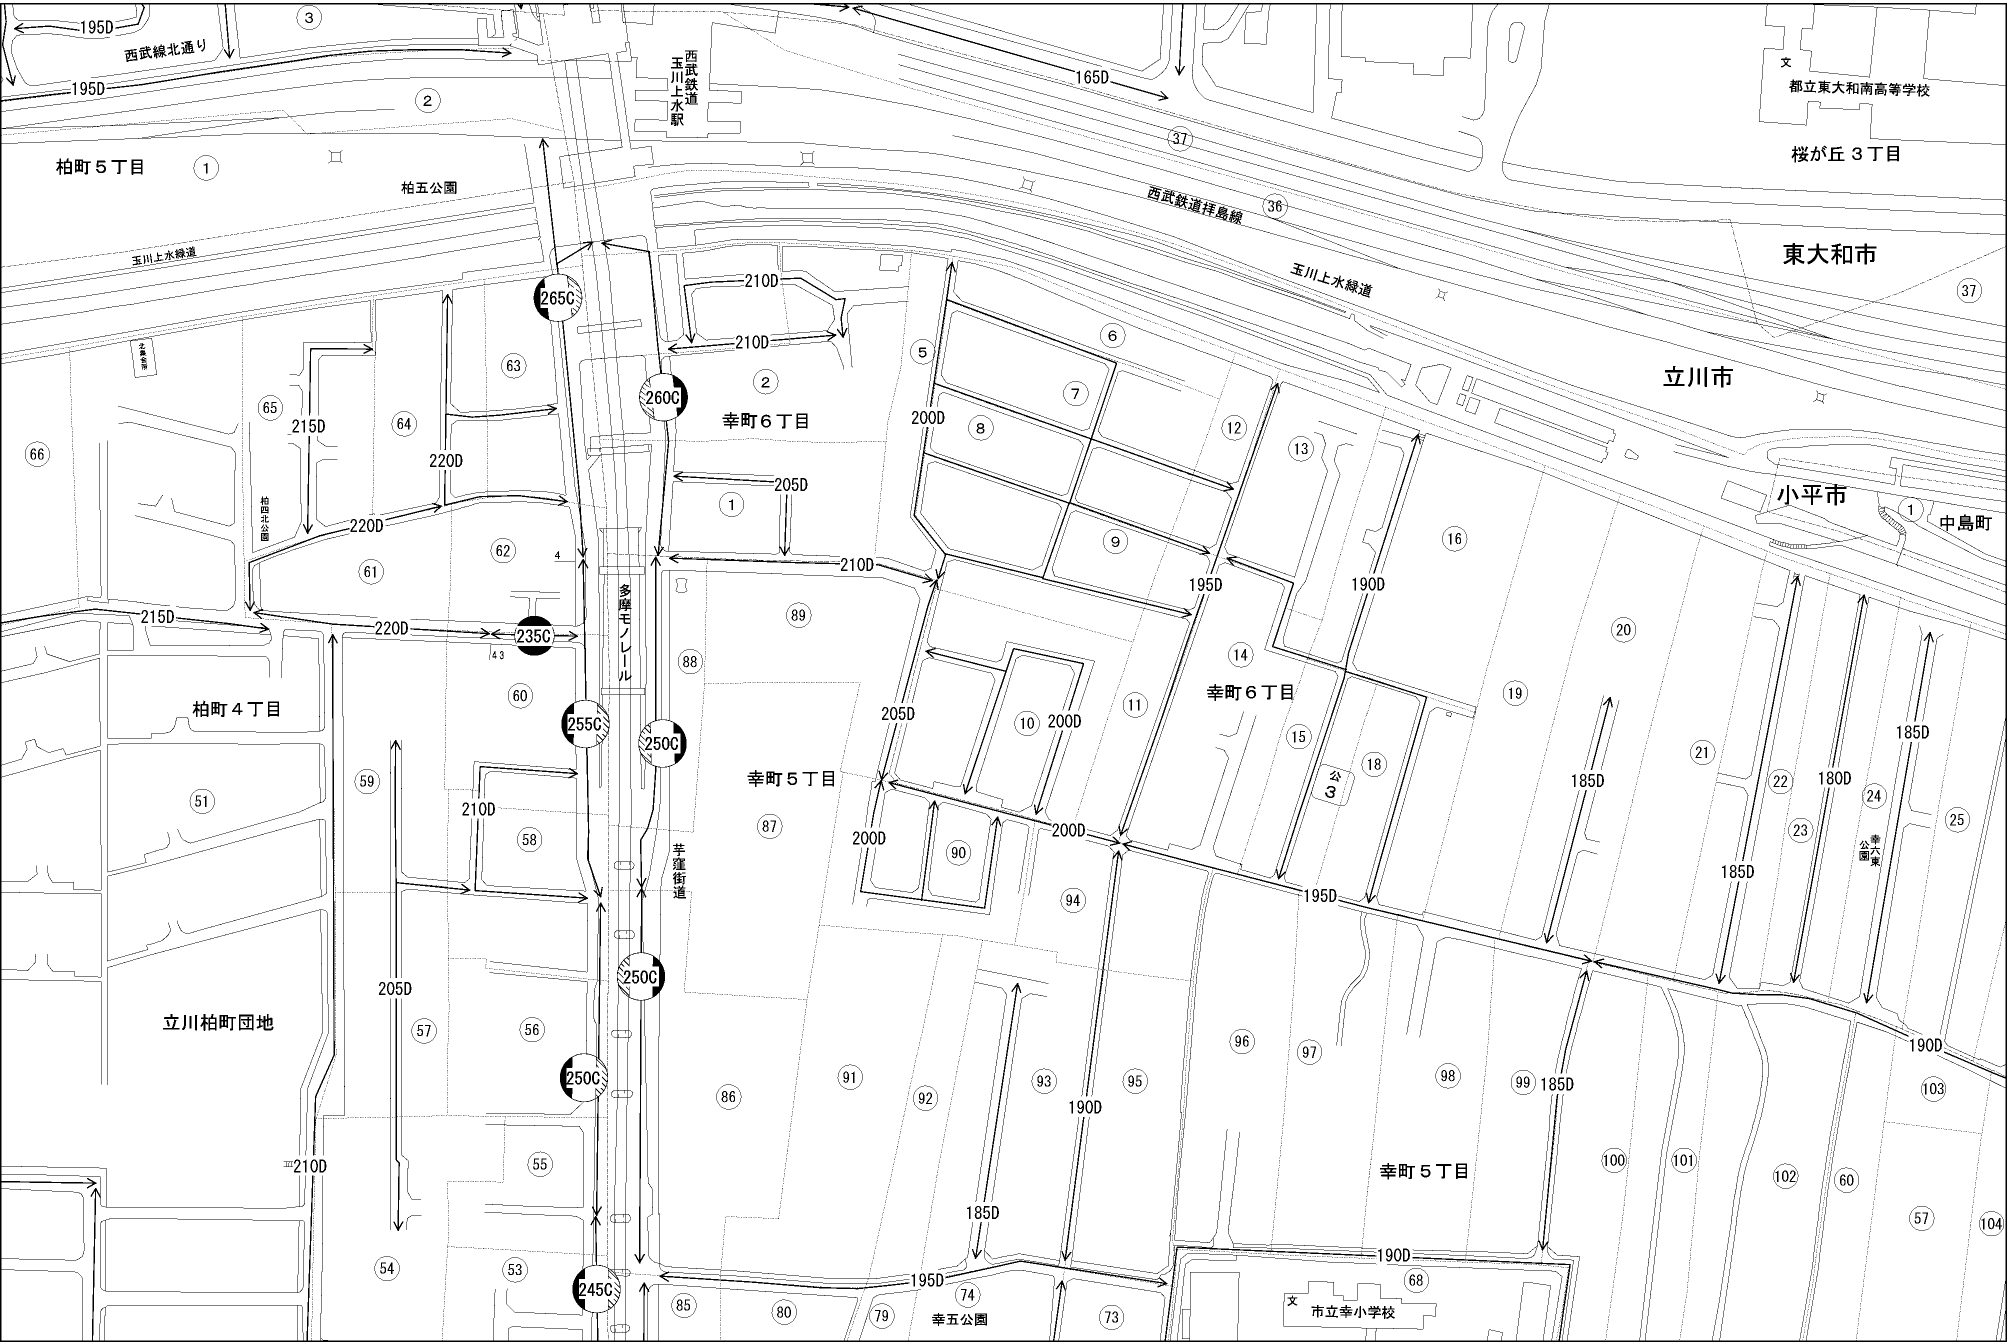 ③
195D
西武線北通り
195D
②
西武鉄道
玉川上水駅
165D
文
都立東大和南高等学校
㊲
桜が丘3丁目
柏町5丁目
①
柏五公園
西武鉄道拝島線
㊱
東大和市
玉川上水緑道
玉川上水緑道
㊲
265C
210D
210D
⑤
⑥
立川市
63
②
260C
⑦
幸町6丁目
65
64
215D
200D
⑧
⑫
⑬
66
220D
205D
①
小平市
①
中島町
柏四北公園
220D
62
4
⑨
⑯
61
210D
195D
190D
多摩モノレール
215D
220D
235C
43
89
88
⑭
⑳
幸町6丁目
⑲
柏町4丁目
60
255C
250C
205D
⑩
200D
⑪
⑮
185D
185D
㉑
幸町5丁目
公
3
⑱
185D
㉒
180D
㉔
㉓
㉕
59
51
210D
58
87
200D
200D
90
芋窪街道
幸六東
公園
185D
94
195D
250C
205D
立川柏町団地
57
56
96
97
190D
250C
91
92
93
95
98
99
185D
103
86
190D
210D
55
幸町5丁目
100
101
102
60
57
104
185D
54
53
245C
195D
190D
68
85
80
79
74
幸五公園
73
文
市立幸小学校